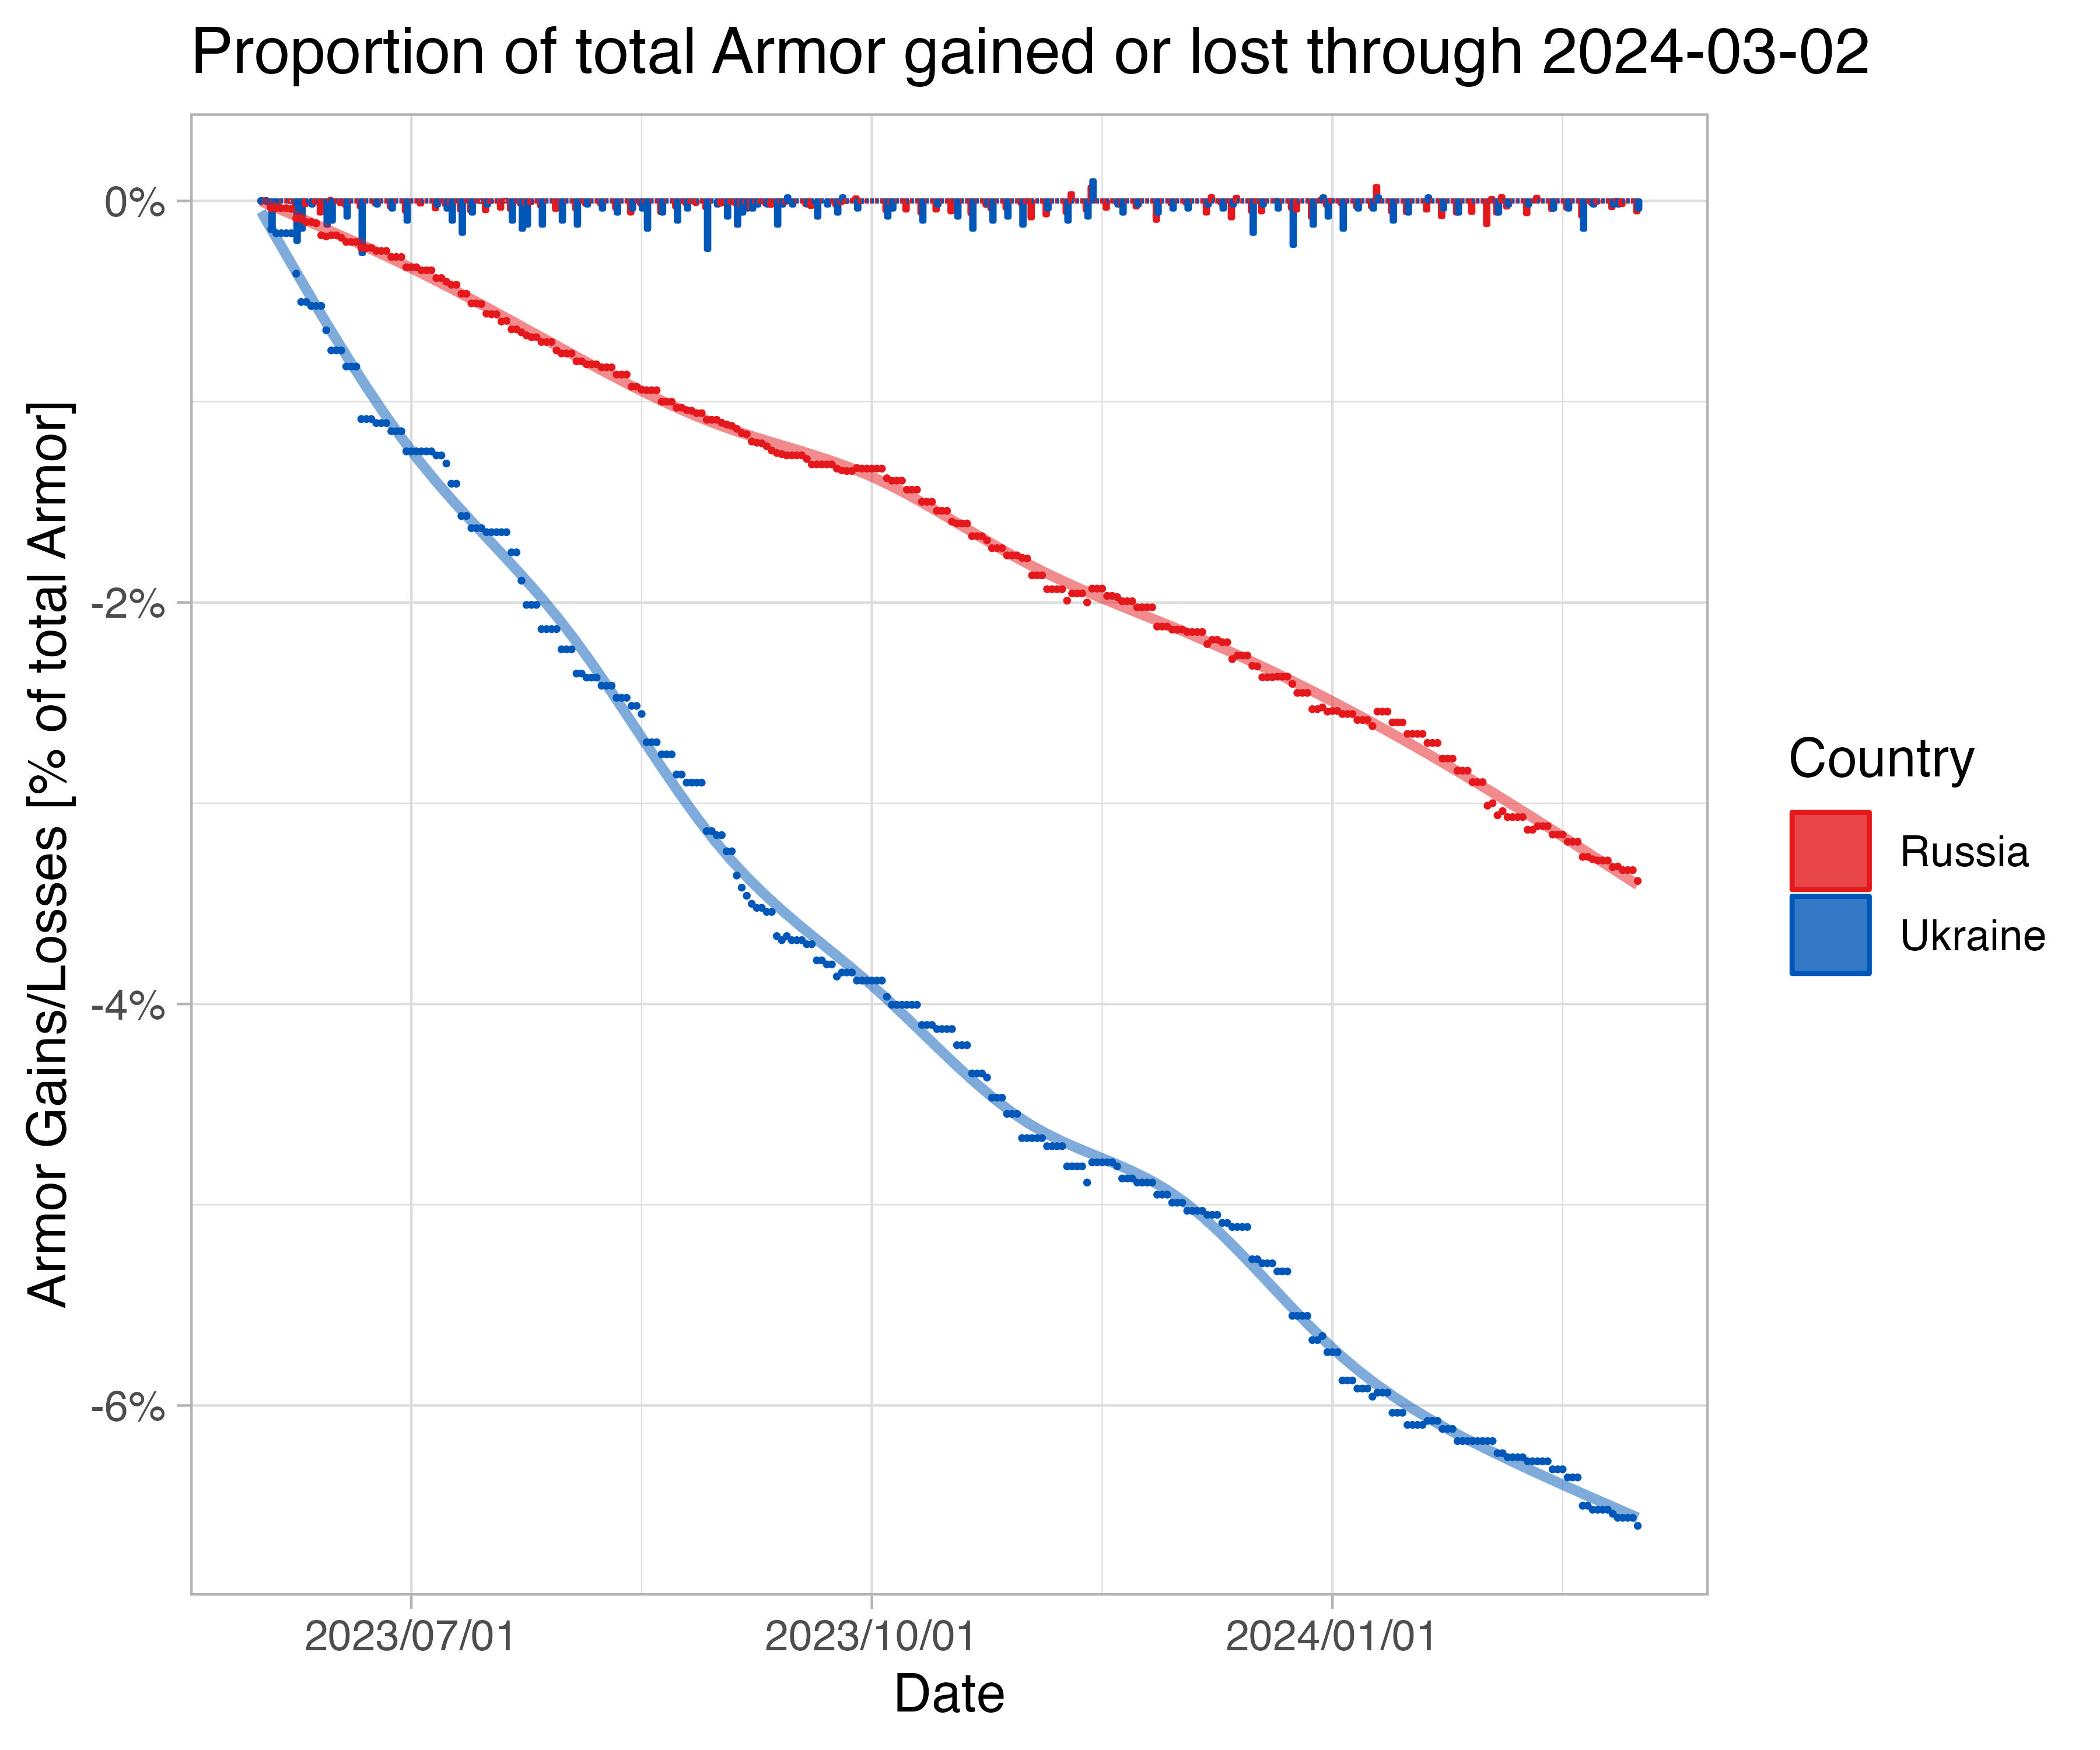 Proportion of total Armor gained or lost through 2024-03-02
Armor Gains/Losses [% of total Armor]
0%
-2%
-4%
-6%
2023/07/01
2023/10/01
2024/01/01
Date
Country
Russia
Ukraine